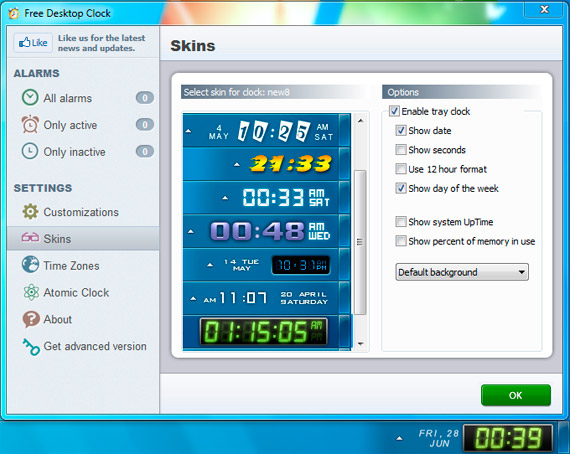 Free Desktop Clock
X
Like
Like us for the latest
news and updates.
ALARMS
All alarms 0
Only active 0
Only inactive 0
SETTINGS
Customizations
Skins
Time Zones
Atomic Clock
About
Get advanced version
Skins
Select skin for clock: new8
4 MAY 10:25 AM SAT
21:33
00:33 AM SAT
00:48 AM WED
14 TUE MAY 10:37 PM
AM 11:07 20 APRIL SATURDAY
01:15:05 AM FRI
Options
Enable tray clock
Show date
Show seconds
Use 12 hour format
Show day of the week
Show system UpTime
Show percent of memory in use
Default background
OK
FRI, 28
JUN
00:39